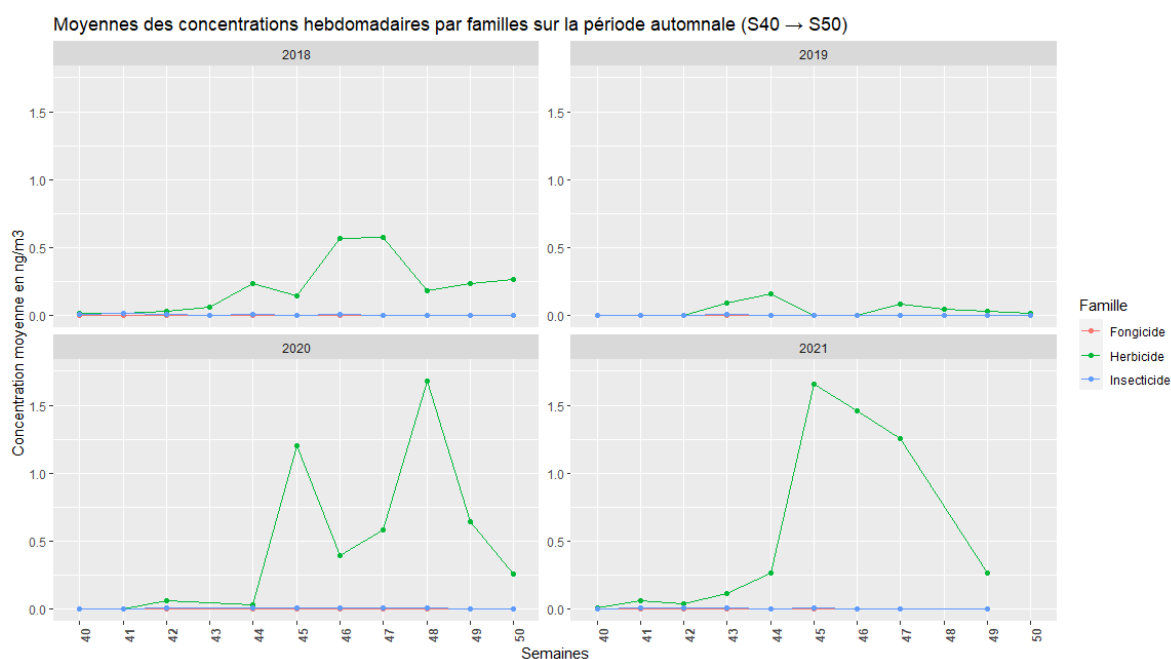 Moyennes des concentrations hebdomadaires par familles sur la période automnale (S40 → S50)
2018
2019
1.5
1.0
0.5
0.0
1.5
1.0
0.5
0.0
2020
2021
1.5
1.0
0.5
0.0
1.5
1.0
0.5
0.0
40 41 42 43 44 45 46 47 48 49 50
40 41 42 43 44 45 46 47 48 49 50
Semaines
Concentration moyenne en ng/m3
Famille
Fongicide
Herbicide
Insecticide